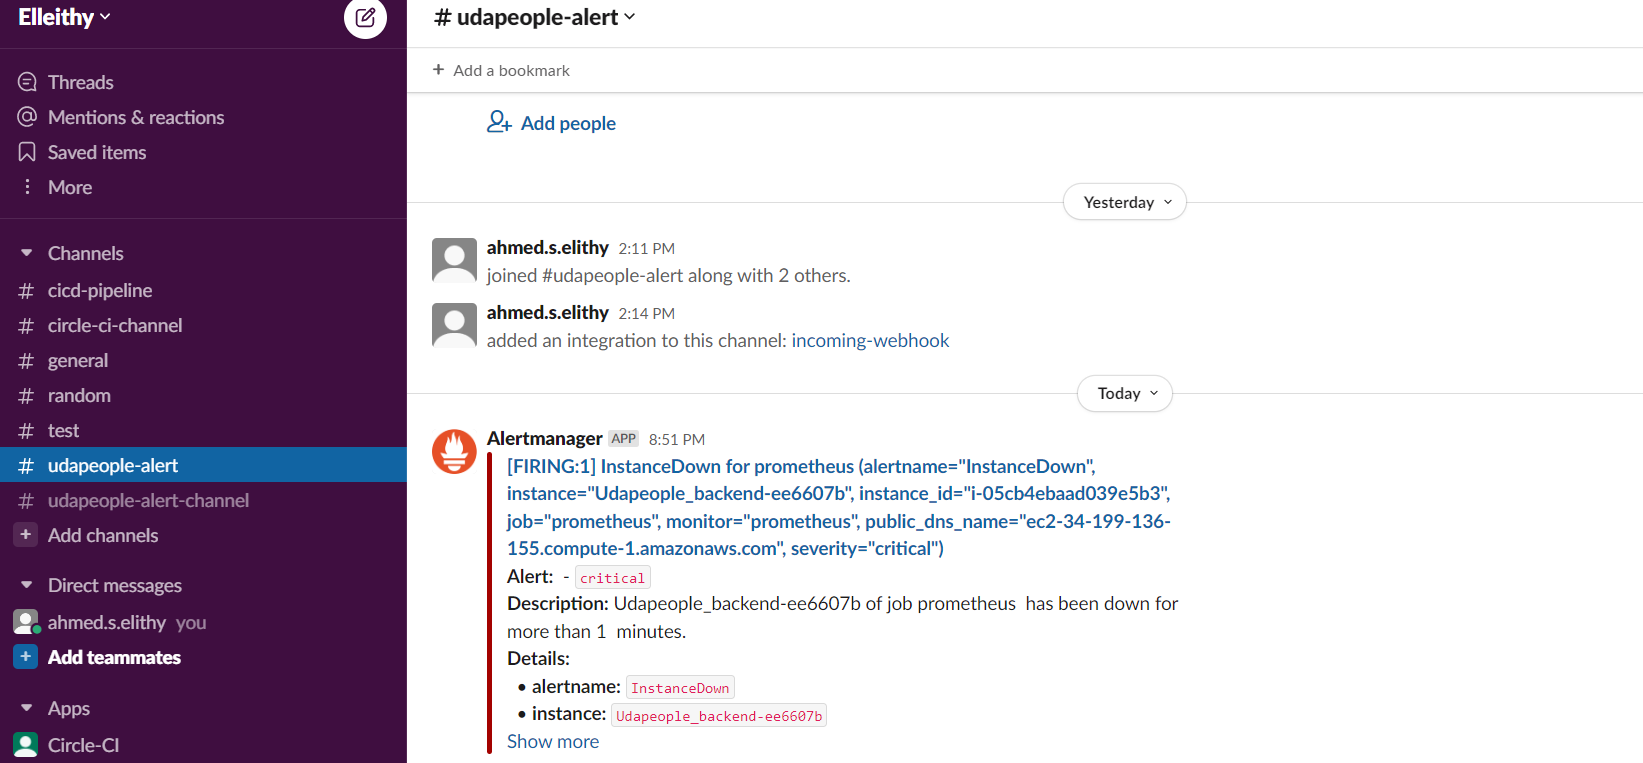 Elleithy
Threads
Mentions & reactions
Saved items
More
Channels
# cicd-pipeline
# circle-ci-channel
# general
# random
# test
# udapeople-alert
# udapeople-alert-channel
+ Add channels
Direct messages
ahmed.s.elithy you
+ Add teammates
Apps
Circle-CI
# udapeople-alert
+ Add a bookmark
Add people
Yesterday
ahmed.s.elithy 2:11 PM
joined #udapeople-alert along with 2 others.
ahmed.s.elithy 2:14 PM
added an integration to this channel: incoming-webhook
Today
Alertmanager APP 8:51 PM
[FIRING:1] InstanceDown for prometheus (alertname="InstanceDown",
instance="Udapeople_backend-ee6607b", instance_id="i-05cb4ebaad039e5b3",
job="prometheus", monitor="prometheus", public_dns_name="ec2-34-199-136-
155.compute-1.amazonaws.com", severity="critical")
Alert: - critical
Description: Udapeople_backend-ee6607b of job prometheus has been down for
more than 1 minutes.
Details:
• alertname: InstanceDown
• instance: Udapeople_backend-ee6607b
Show more